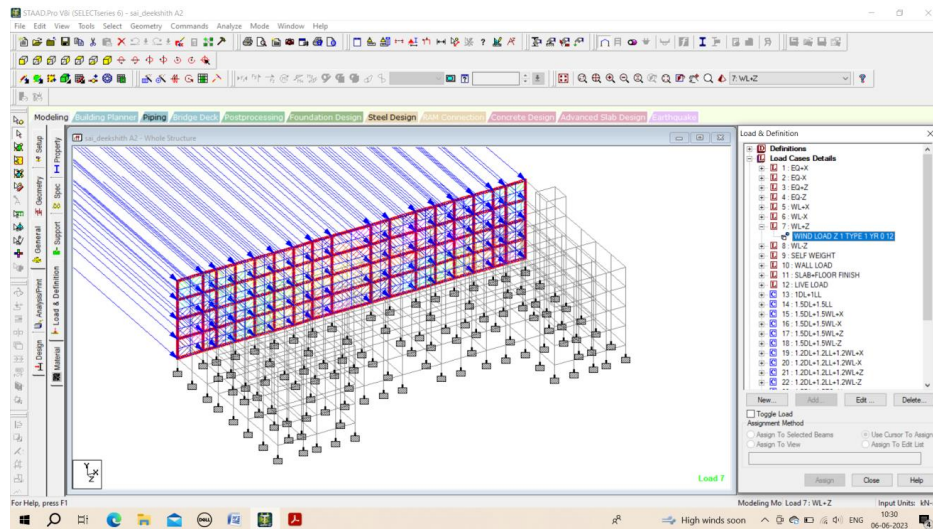 STAAD.Pro V8i (SELECTseries 6) - sai_deekshith A2
File Edit View Tools Select Geometry Commands Analyze Mode Window Help
7: WL+Z
Modeling Building Planner Piping Bridge Deck Postprocessing Foundation Design Steel Design RAM Connection Concrete Design Advanced Slab Design Earthquake
sai_deekshith A2 - Whole Structure
Setup
Geometry
General
Analysis/Print
Design
Property
Spec
Support
Load & Definition
Material
Load 7
Y
X
Z
Load & Definition
Definitions
Load Cases Details
1 : EQ+X
2 : EQ-X
3 : EQ+Z
4 : EQ-Z
5 : WL+X
6 : WL-X
7 : WL+Z
WIND LOAD Z 1 TYPE 1 YR 0 12
8 : WL-Z
9 : SELF WEIGHT
10 : WALL LOAD
11 : SLAB+FLOOR FINISH
12 : LIVE LOAD
13 : 1DL+1LL
14 : 1.5DL+1.5LL
15 : 1.5DL+1.5WL+X
16 : 1.5DL+1.5WL-X
17 : 1.5DL+1.5WL+Z
18 : 1.5DL+1.5WL-Z
19 : 1.2DL+1.2LL+1.2WL+X
20 : 1.2DL+1.2LL+1.2WL-X
21 : 1.2DL+1.2LL+1.2WL+Z
22 : 1.2DL+1.2LL+1.2WL-Z
New... Add... Edit ... Delete...
Toggle Load
Assignment Method
Assign To Selected Beams Use Cursor To Assign
Assign To View Assign To Edit List
Assign Close Help
For Help, press F1
Modeling Mo Load 7 : WL+Z Input Units: kN-
High winds soon ENG 10:30
06-06-2023